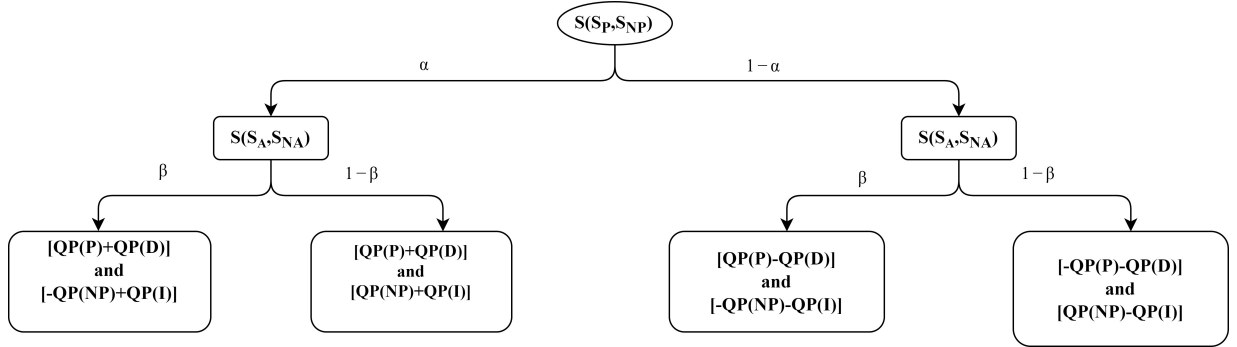 S(S_P,S_NP)
α
1−α
S(S_A,S_NA)
S(S_A,S_NA)
β
1−β
β
1−β
[QP(P)+QP(D)]
and
[-QP(NP)+QP(I)]
[QP(P)+QP(D)]
and
[QP(NP)+QP(I)]
[QP(P)-QP(D)]
and
[-QP(NP)-QP(I)]
[-QP(P)-QP(D)]
and
[QP(NP)-QP(I)]